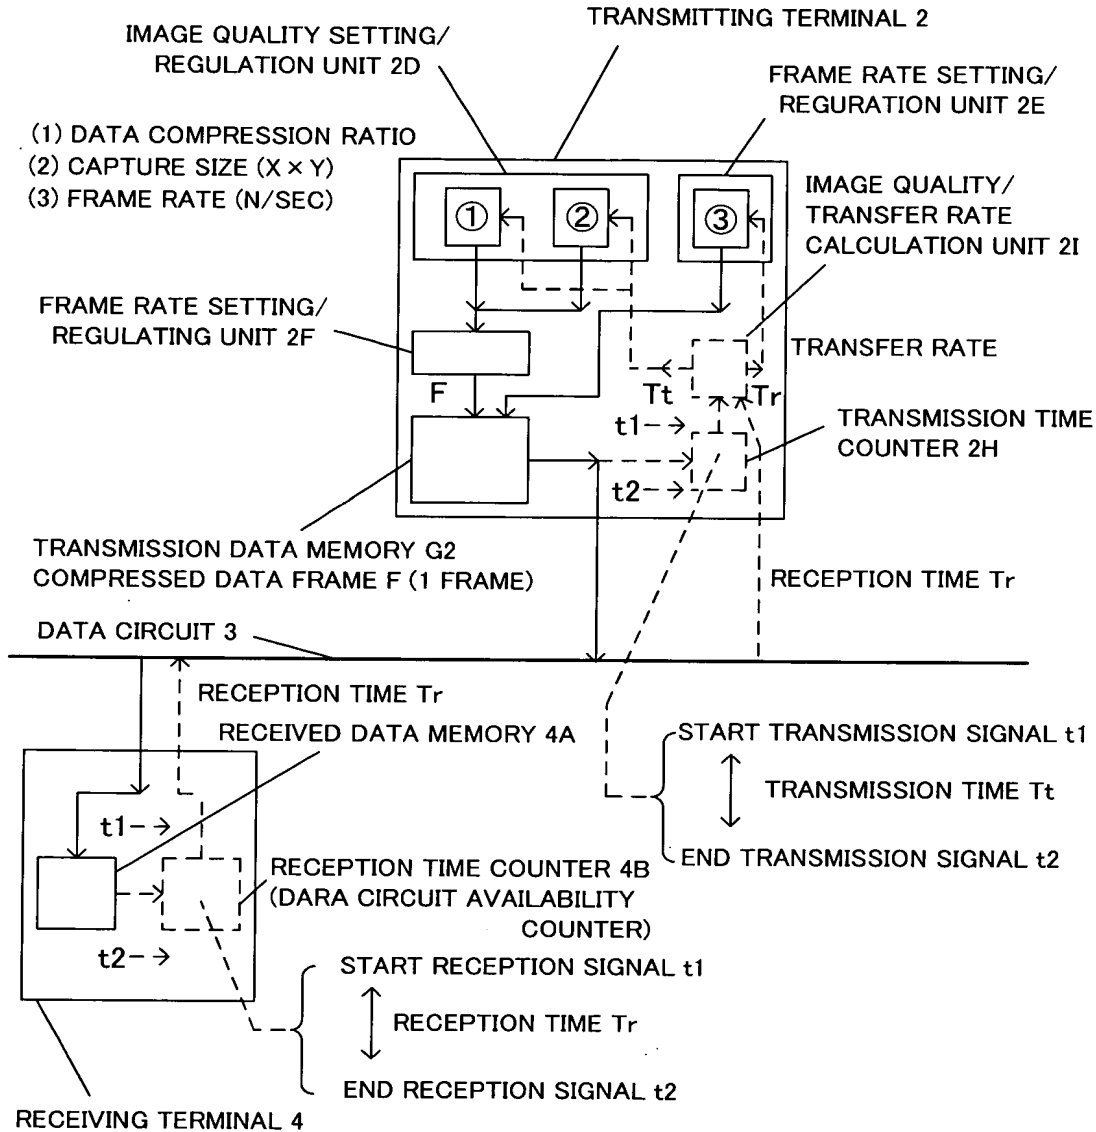 TRANSMITTING TERMINAL 2
IMAGE QUALITY SETTING/
REGULATION UNIT 2D
FRAME RATE SETTING/
REGURATION UNIT 2E
(1) DATA COMPRESSION RATIO
(2) CAPTURE SIZE (X × Y)
(3) FRAME RATE (N/SEC)
① ② ③
IMAGE QUALITY/
TRANSFER RATE
CALCULATION UNIT 2I
FRAME RATE SETTING/
REGULATING UNIT 2F
TRANSFER RATE
F
Tt
Tr
t1
t2
TRANSMISSION TIME
COUNTER 2H
TRANSMISSION DATA MEMORY G2
COMPRESSED DATA FRAME F (1 FRAME)
RECEPTION TIME Tr
DATA CIRCUIT 3
RECEPTION TIME Tr
RECEIVED DATA MEMORY 4A
START TRANSMISSION SIGNAL t1
TRANSMISSION TIME Tt
END TRANSMISSION SIGNAL t2
t1
t2
RECEPTION TIME COUNTER 4B
(DARA CIRCUIT AVAILABILITY
COUNTER)
START RECEPTION SIGNAL t1
RECEPTION TIME Tr
END RECEPTION SIGNAL t2
RECEIVING TERMINAL 4